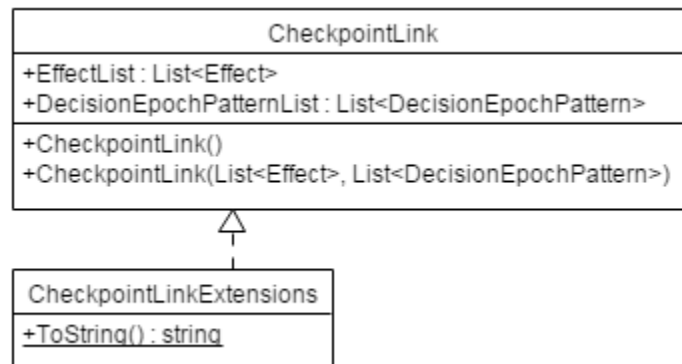 CheckpointLink
+EffectList : List<Effect>
+DecisionEpochPatternList : List<DecisionEpochPattern>
+CheckpointLink()
+CheckpointLink(List<Effect>, List<DecisionEpochPattern>)
CheckpointLinkExtensions
+ToString() : string